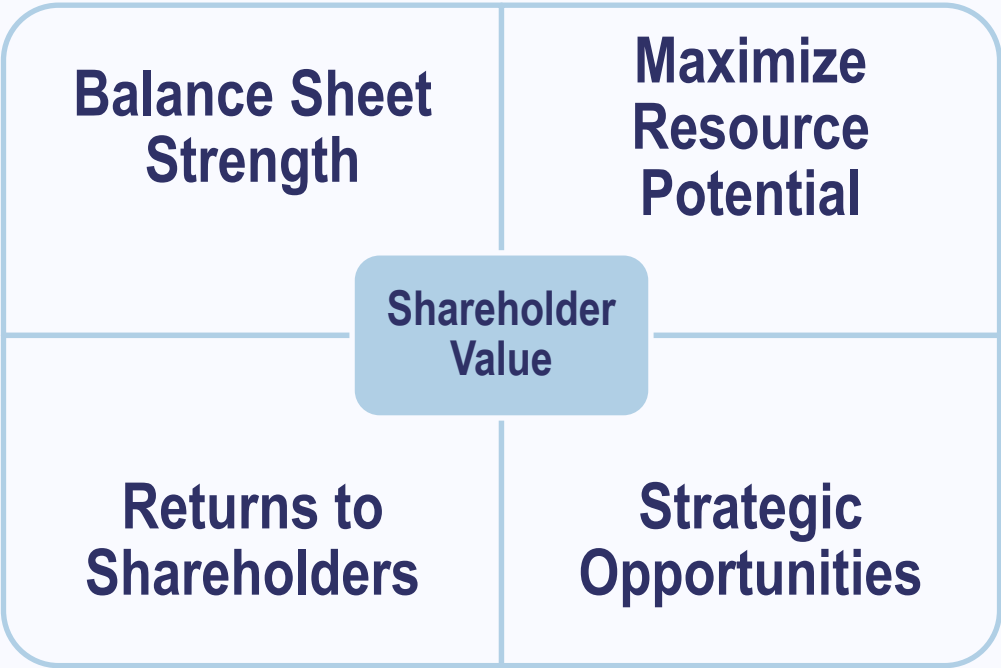 Balance Sheet
Strength
Maximize
Resource
Potential
Shareholder
Value
Returns to
Shareholders
Strategic
Opportunities